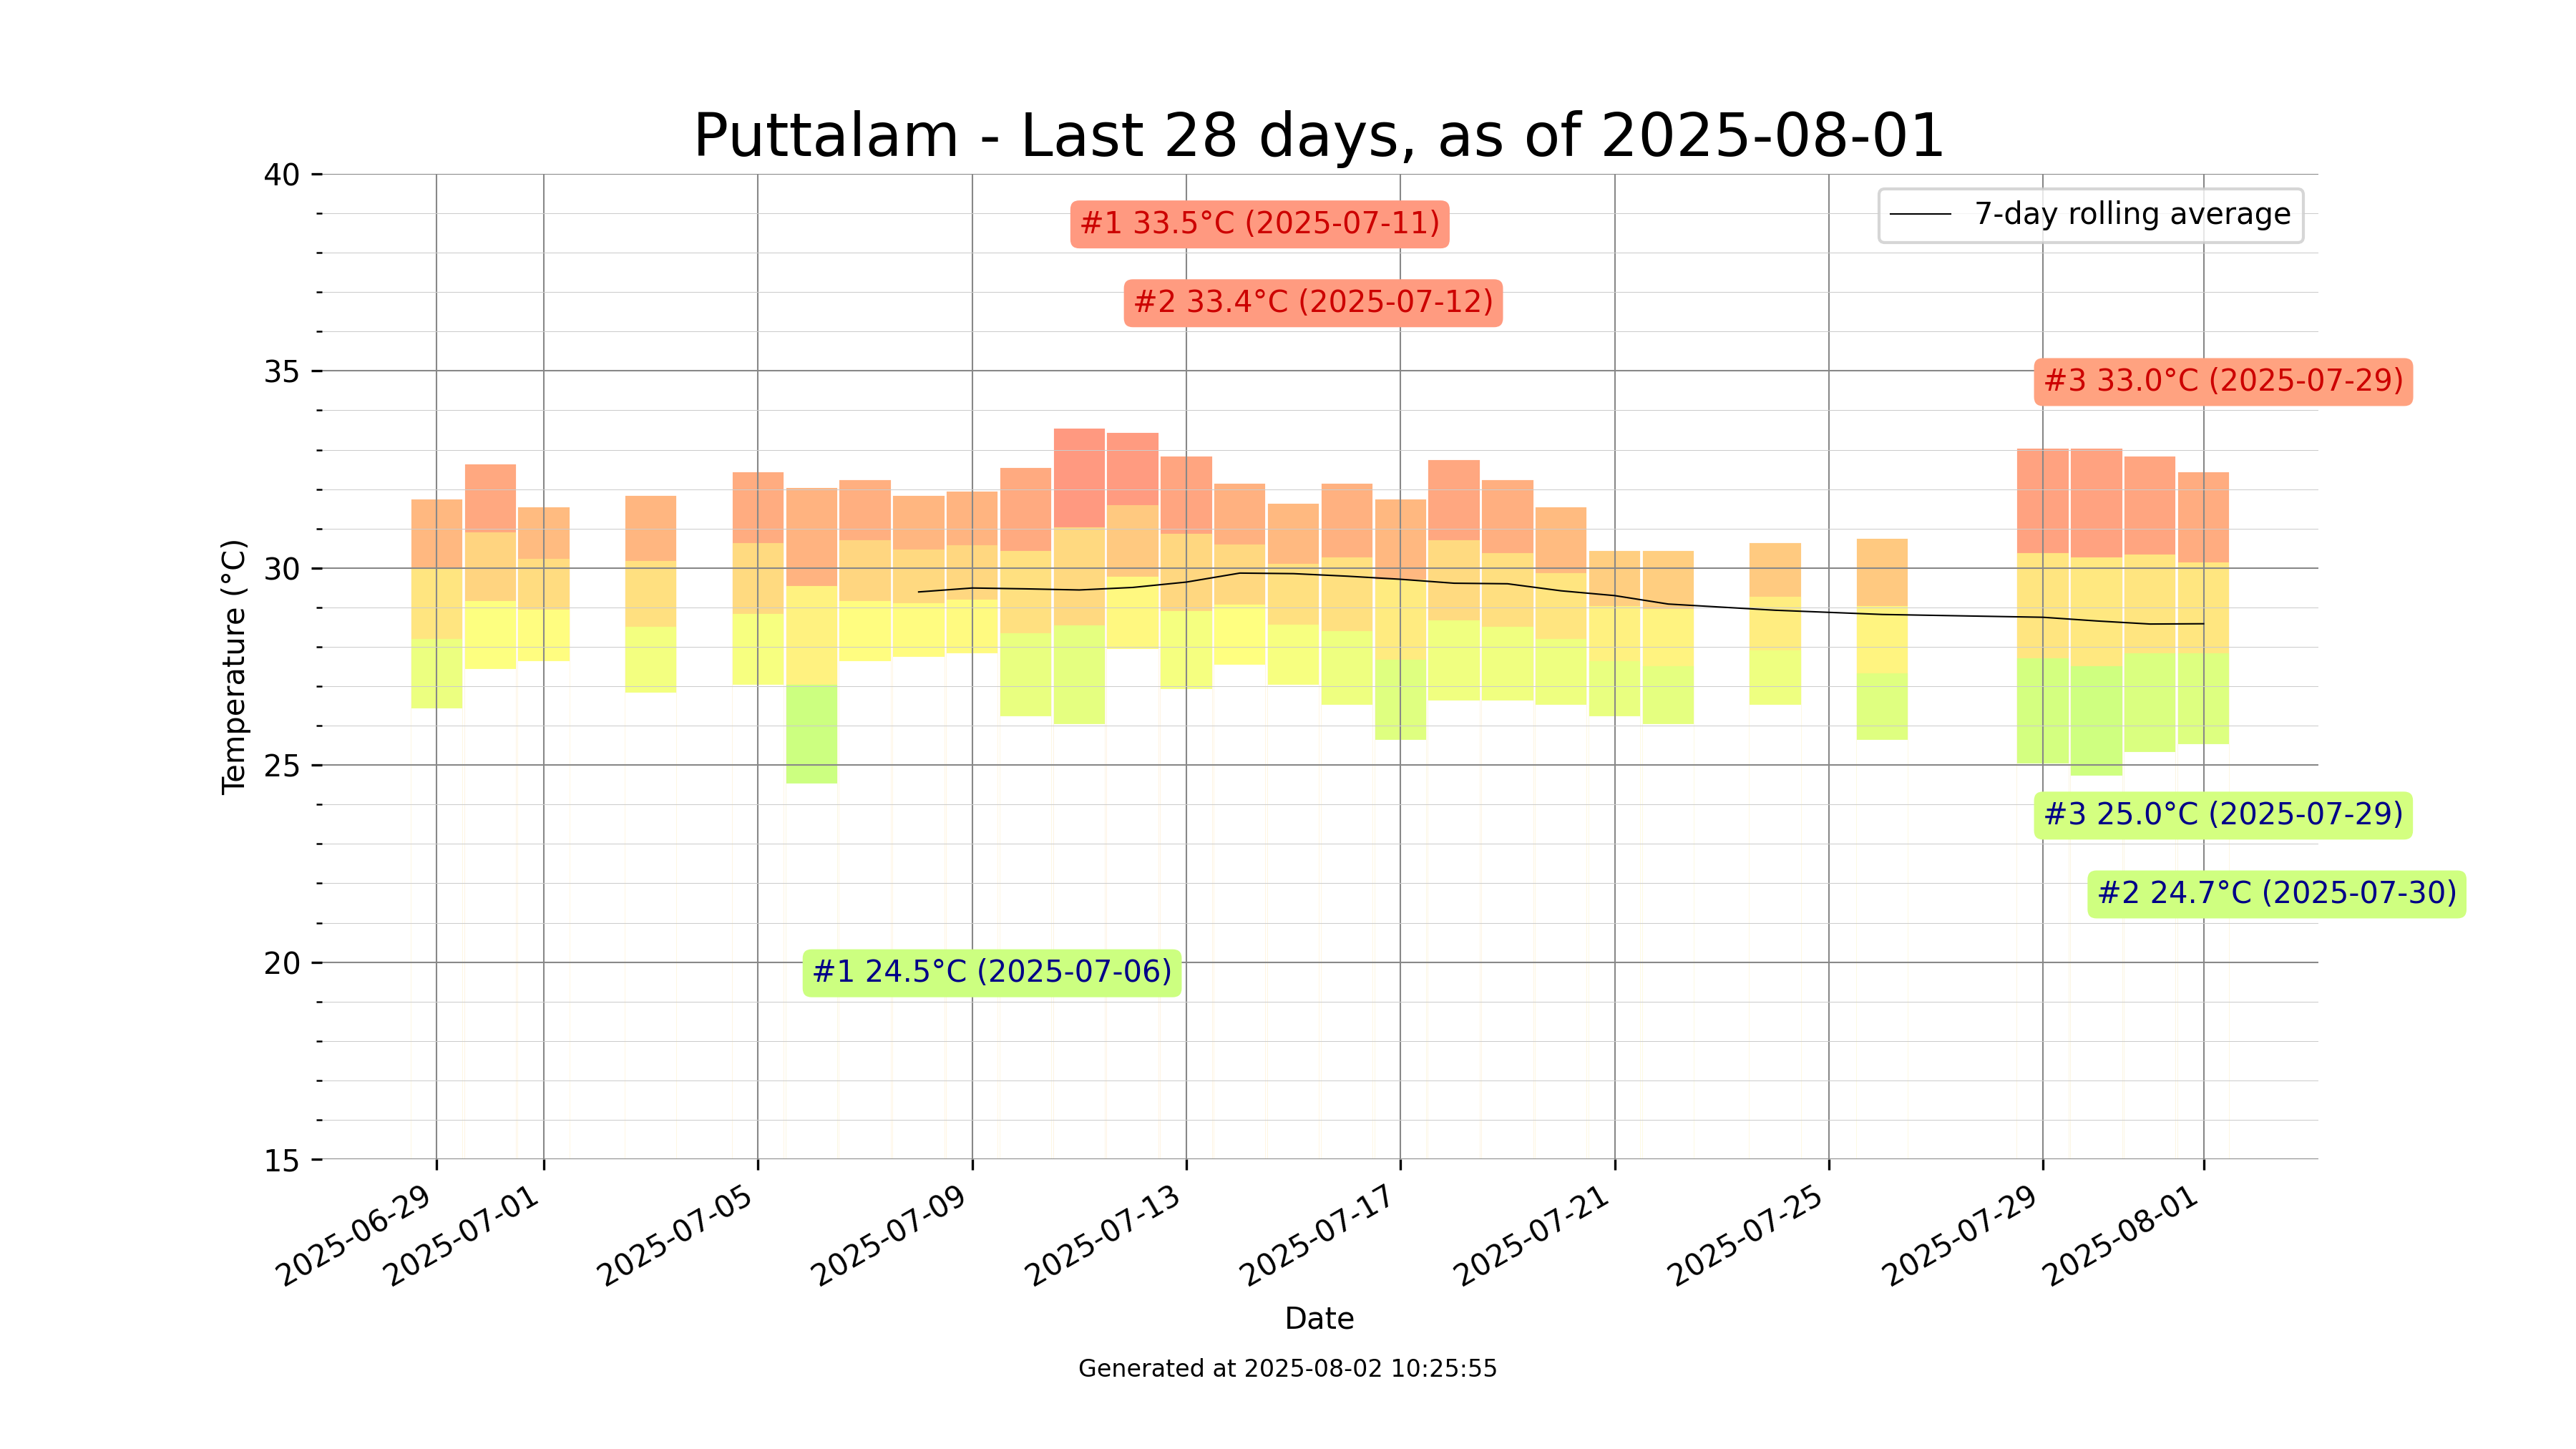 Puttalam - Last 28 days, as of 2025-08-01
40
35
30
25
20
15
Temperature (°C)
7-day rolling average
#1 33.5°C (2025-07-11)
#2 33.4°C (2025-07-12)
#3 33.0°C (2025-07-29)
#3 25.0°C (2025-07-29)
#2 24.7°C (2025-07-30)
#1 24.5°C (2025-07-06)
2025-06-29
2025-07-01
2025-07-05
2025-07-09
2025-07-13
2025-07-17
2025-07-21
2025-07-25
2025-07-29
2025-08-01
Date
Generated at 2025-08-02 10:25:55